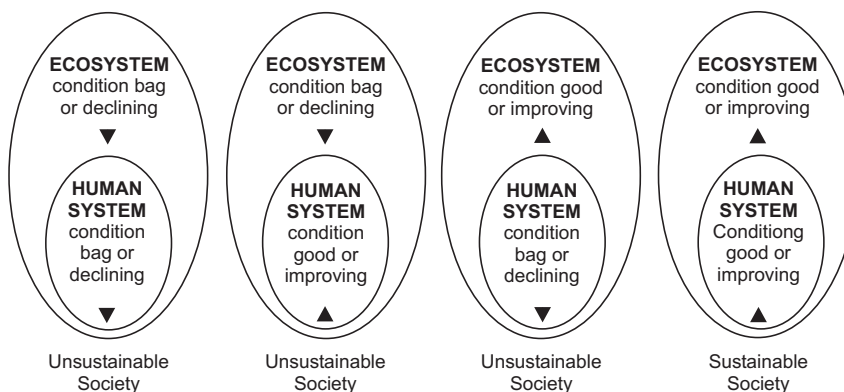 ECOSYSTEM
condition bag
or declining
HUMAN
SYSTEM
condition
bag or
declining
Unsustainable
Society
ECOSYSTEM
condition bag
or declining
HUMAN
SYSTEM
condition
good or
improving
Unsustainable
Society
ECOSYSTEM
condition good
or improving
HUMAN
SYSTEM
condition
bag or
declining
Unsustainable
Society
ECOSYSTEM
condition good
or improving
HUMAN
SYSTEM
Conditiong
good or
improving
Sustainable
Society